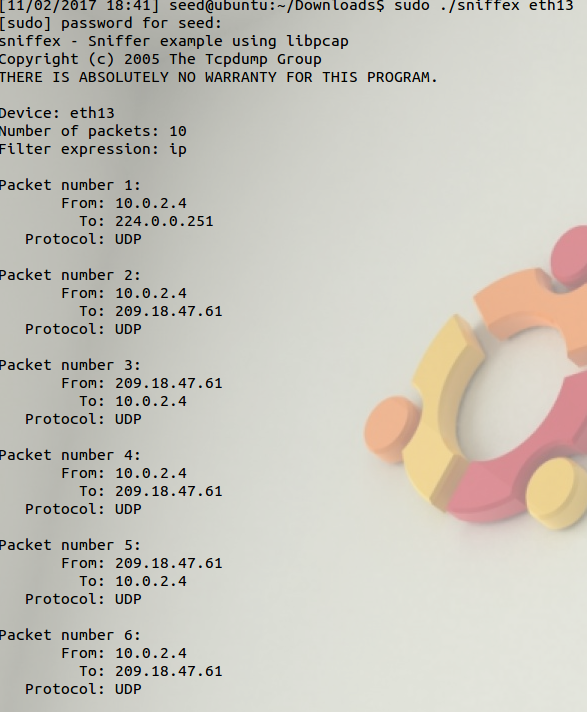 [11/02/2017 18:41] seed@ubuntu:~/Downloads$ sudo ./sniffex eth13
[sudo] password for seed:
sniffex - Sniffer example using libpcap
Copyright (c) 2005 The Tcpdump Group
THERE IS ABSOLUTELY NO WARRANTY FOR THIS PROGRAM.
Device: eth13
Number of packets: 10
Filter expression: ip
Packet number 1:
From: 10.0.2.4
To: 224.0.0.251
Protocol: UDP
Packet number 2:
From: 10.0.2.4
To: 209.18.47.61
Protocol: UDP
Packet number 3:
From: 209.18.47.61
To: 10.0.2.4
Protocol: UDP
Packet number 4:
From: 10.0.2.4
To: 209.18.47.61
Protocol: UDP
Packet number 5:
From: 209.18.47.61
To: 10.0.2.4
Protocol: UDP
Packet number 6:
From: 10.0.2.4
To: 209.18.47.61
Protocol: UDP